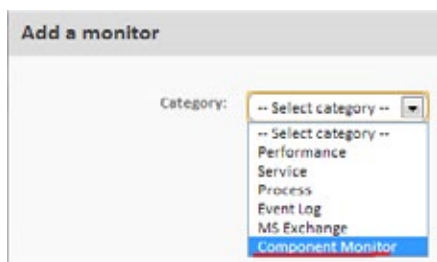 Add a monitor
Category: -- Select category --
-- Select category --
Performance
Service
Process
Event Log
MS Exchange
Component Monitor